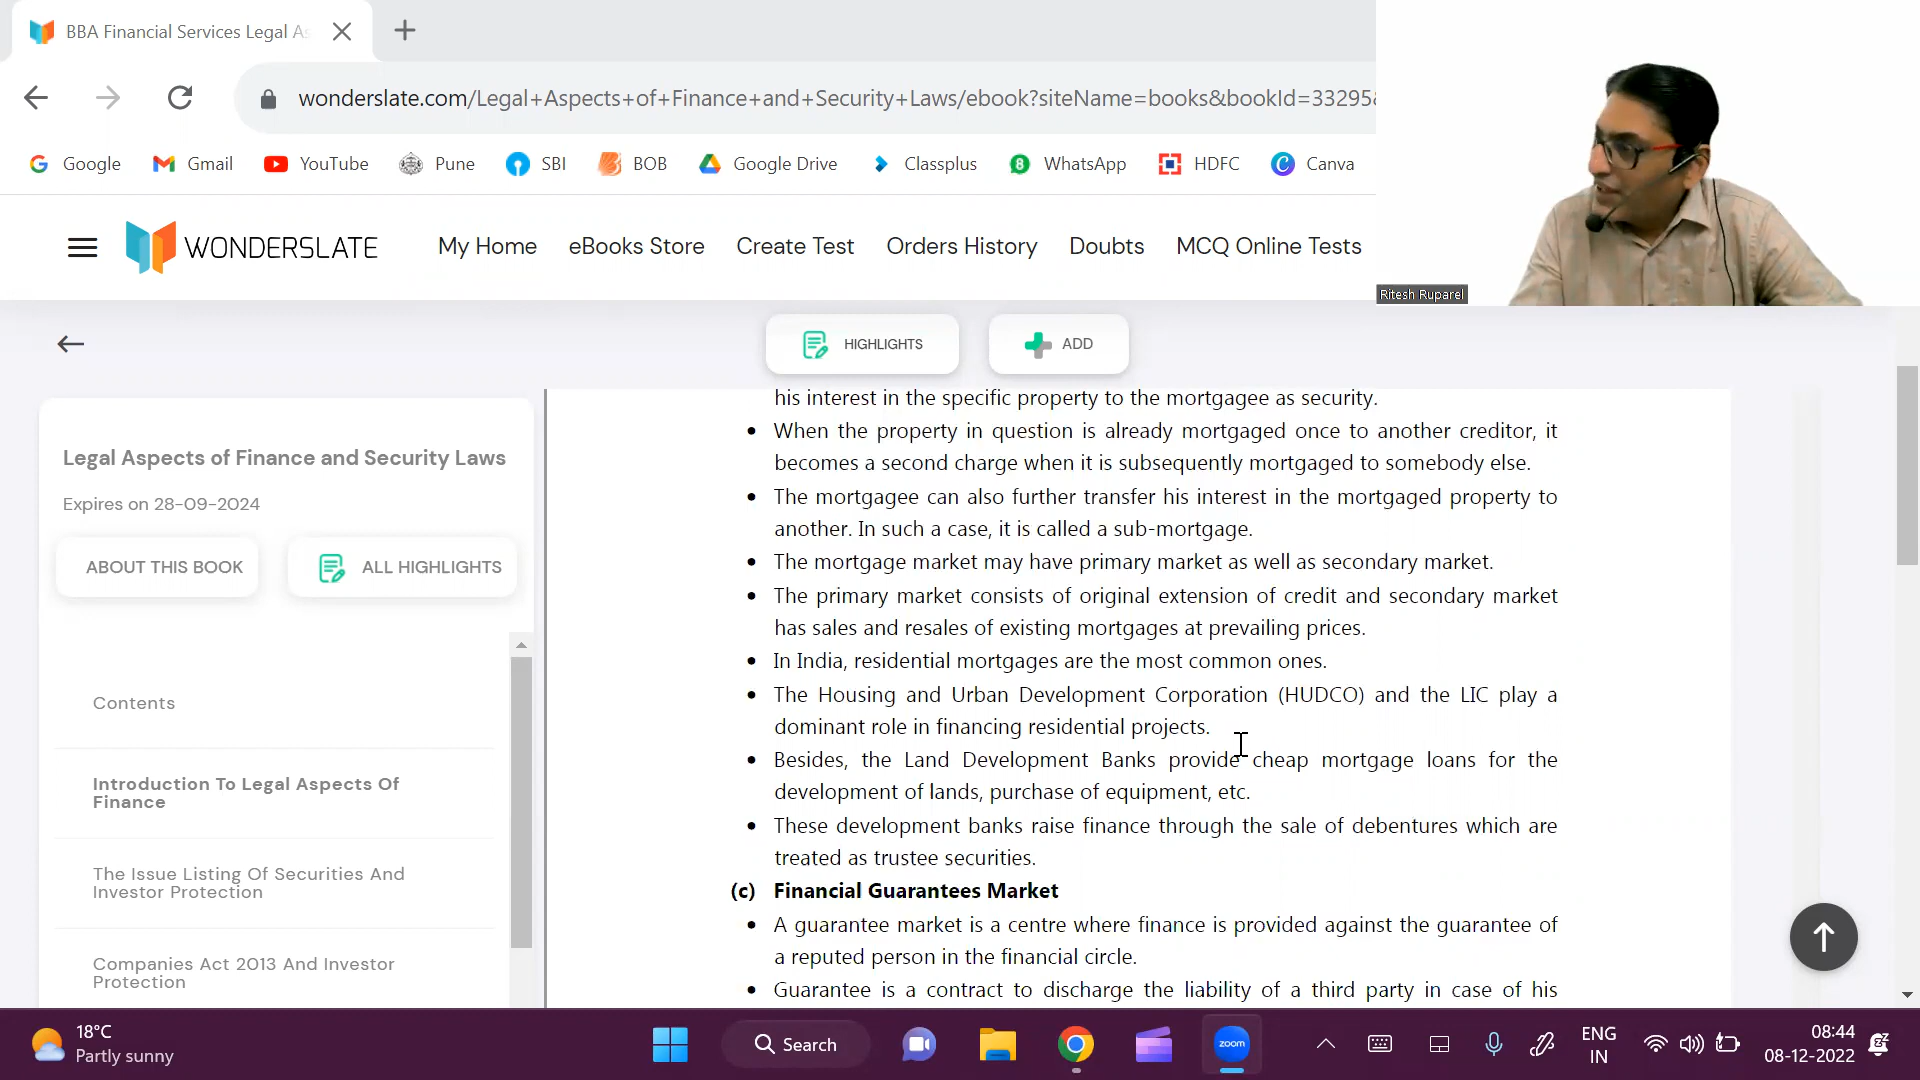 BBA Financial Services Legal As
wonderslate.com/Legal+Aspects+of+Finance+and+Security+Laws/ebook?siteName=books&bookId=33295&
Google Gmail YouTube Pune SBI BOB Google Drive Classplus WhatsApp HDFC Canva
WONDERSLATE My Home eBooks Store Create Test Orders History Doubts MCQ Online Tests
Ritesh Ruparel
HIGHLIGHTS ADD
Legal Aspects of Finance and Security Laws
Expires on 28-09-2024
ABOUT THIS BOOK ALL HIGHLIGHTS
Contents
Introduction To Legal Aspects Of
Finance
The Issue Listing Of Securities And
Investor Protection
Companies Act 2013 And Investor
Protection
his interest in the specific property to the mortgagee as security.
• When the property in question is already mortgaged once to another creditor, it
becomes a second charge when it is subsequently mortgaged to somebody else.
• The mortgagee can also further transfer his interest in the mortgaged property to
another. In such a case, it is called a sub-mortgage.
• The mortgage market may have primary market as well as secondary market.
• The primary market consists of original extension of credit and secondary market
has sales and resales of existing mortgages at prevailing prices.
• In India, residential mortgages are the most common ones.
• The Housing and Urban Development Corporation (HUDCO) and the LIC play a
dominant role in financing residential projects.
• Besides, the Land Development Banks provide cheap mortgage loans for the
development of lands, purchase of equipment, etc.
• These development banks raise finance through the sale of debentures which are
treated as trustee securities.
(c) Financial Guarantees Market
• A guarantee market is a centre where finance is provided against the guarantee of
a reputed person in the financial circle.
• Guarantee is a contract to discharge the liability of a third party in case of his
18°C
Partly sunny
Search
zoom
ENG
IN
08:44
08-12-2022